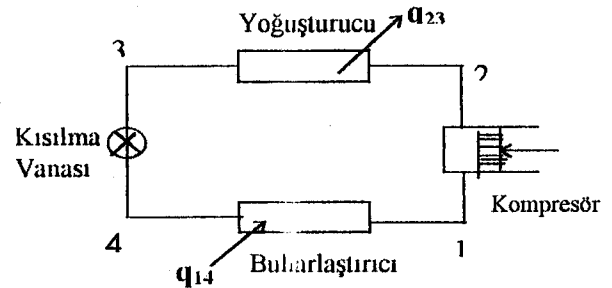 Yoğuşturucu
q₂₃
3
2
Kısılma
Vanası
Kompresör
4
1
q₁₄
Buharlaştırıcı